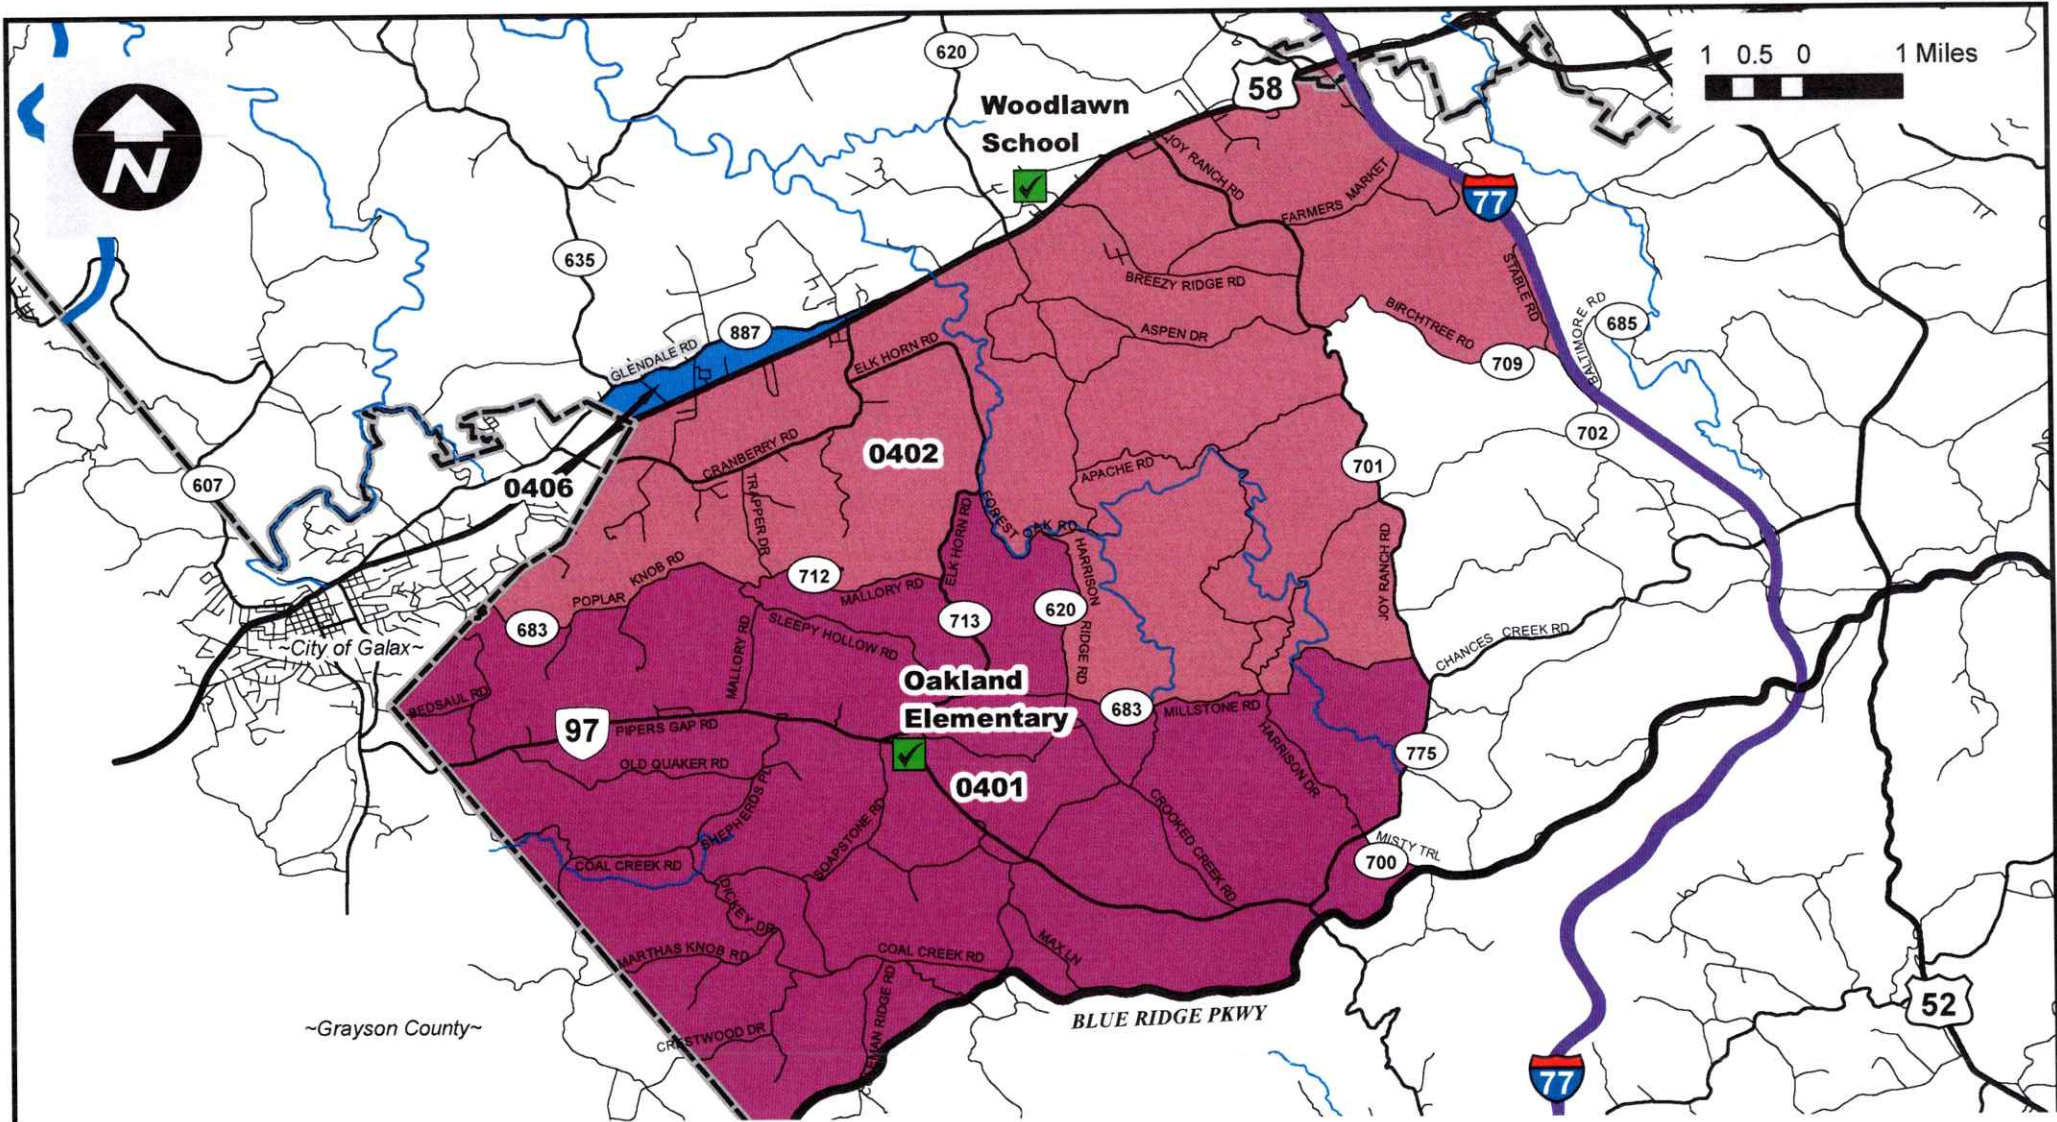 1 0.5 0 1 Miles
620
58
Woodlawn
School
N
JOY RANCH RD
FARMERS MARKET
77
635
BREEZY RIDGE RD
STABLE RD
BIRCHTREE RD
BALTIMORE RD
685
887
GLENDALE RD
ELK HORN RD
ASPEN DR
709
702
CRANBERRY RD
0402
APACHE RD
701
607
0406
TRAPPER DR
ELK HORN RD
FOREST OAK RD
HARRISON RIDGE RD
JOY RANCH RD
POPLAR KNOB RD
712
MALLORY RD
713
620
683
~City of Galax~
SLEEPY HOLLOW RD
MALLORY RD
CHANCES CREEK RD
Oakland
Elementary
BEDSAUL RD
683
MILLSTONE RD
97
PIPERS GAP RD
OLD QUAKER RD
HARRISON DR
775
0401
SHEPHERDS PL
SOAPSTONE RD
CROOKED CREEK RD
MISTY TRL
700
COAL CREEK RD
DICKEY DR
MARTHAS KNOB RD
COAL CREEK RD
MAX LN
BLUE RIDGE PKWY
52
~Grayson County~
CRESTWOOD DR
RIDGE RD
77